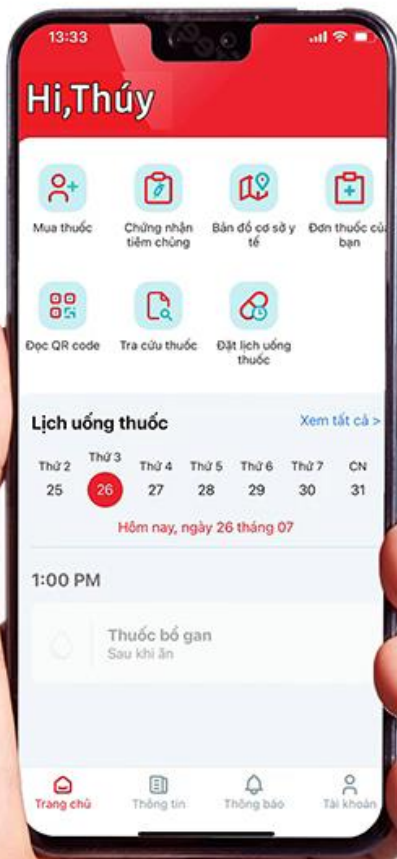 13:33
Hi,Thúy
Mua thuốc
Chứng nhận
tiêm chủng
Bản đồ cơ sở y
tế
Đơn thuốc củ
bạn
Đọc QR code
Tra cứu thuốc
Đặt lịch uống
thuốc
Lịch uống thuốc
Xem tất cả >
Thứ 2 Thứ 3 Thứ 4 Thứ 5 Thứ 6 Thứ 7 CN
25 26 27 28 29 30 31
Hôm nay, ngày 26 tháng 07
1:00 PM
Thuốc bổ gan
Sau khi ăn
Trang chủ
Thông tin
Thông báo
Tài khoản